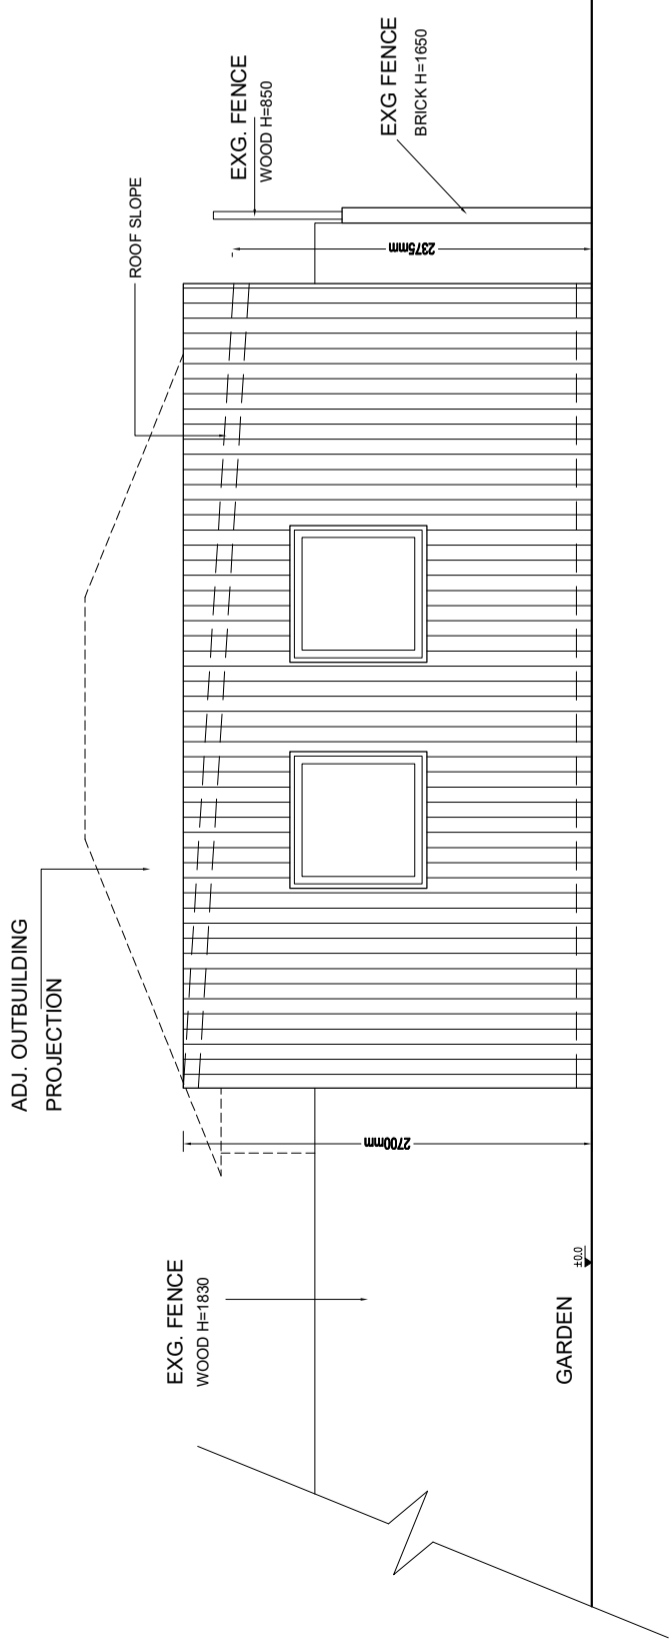 ADJ. OUTBUILDING
PROJECTION
ROOF SLOPE
EXG. FENCE
WOOD H=850
EXG FENCE
BRICK H=1650
2375mm
2700mm
EXG. FENCE
WOOD H=1830
GARDEN
±0.0